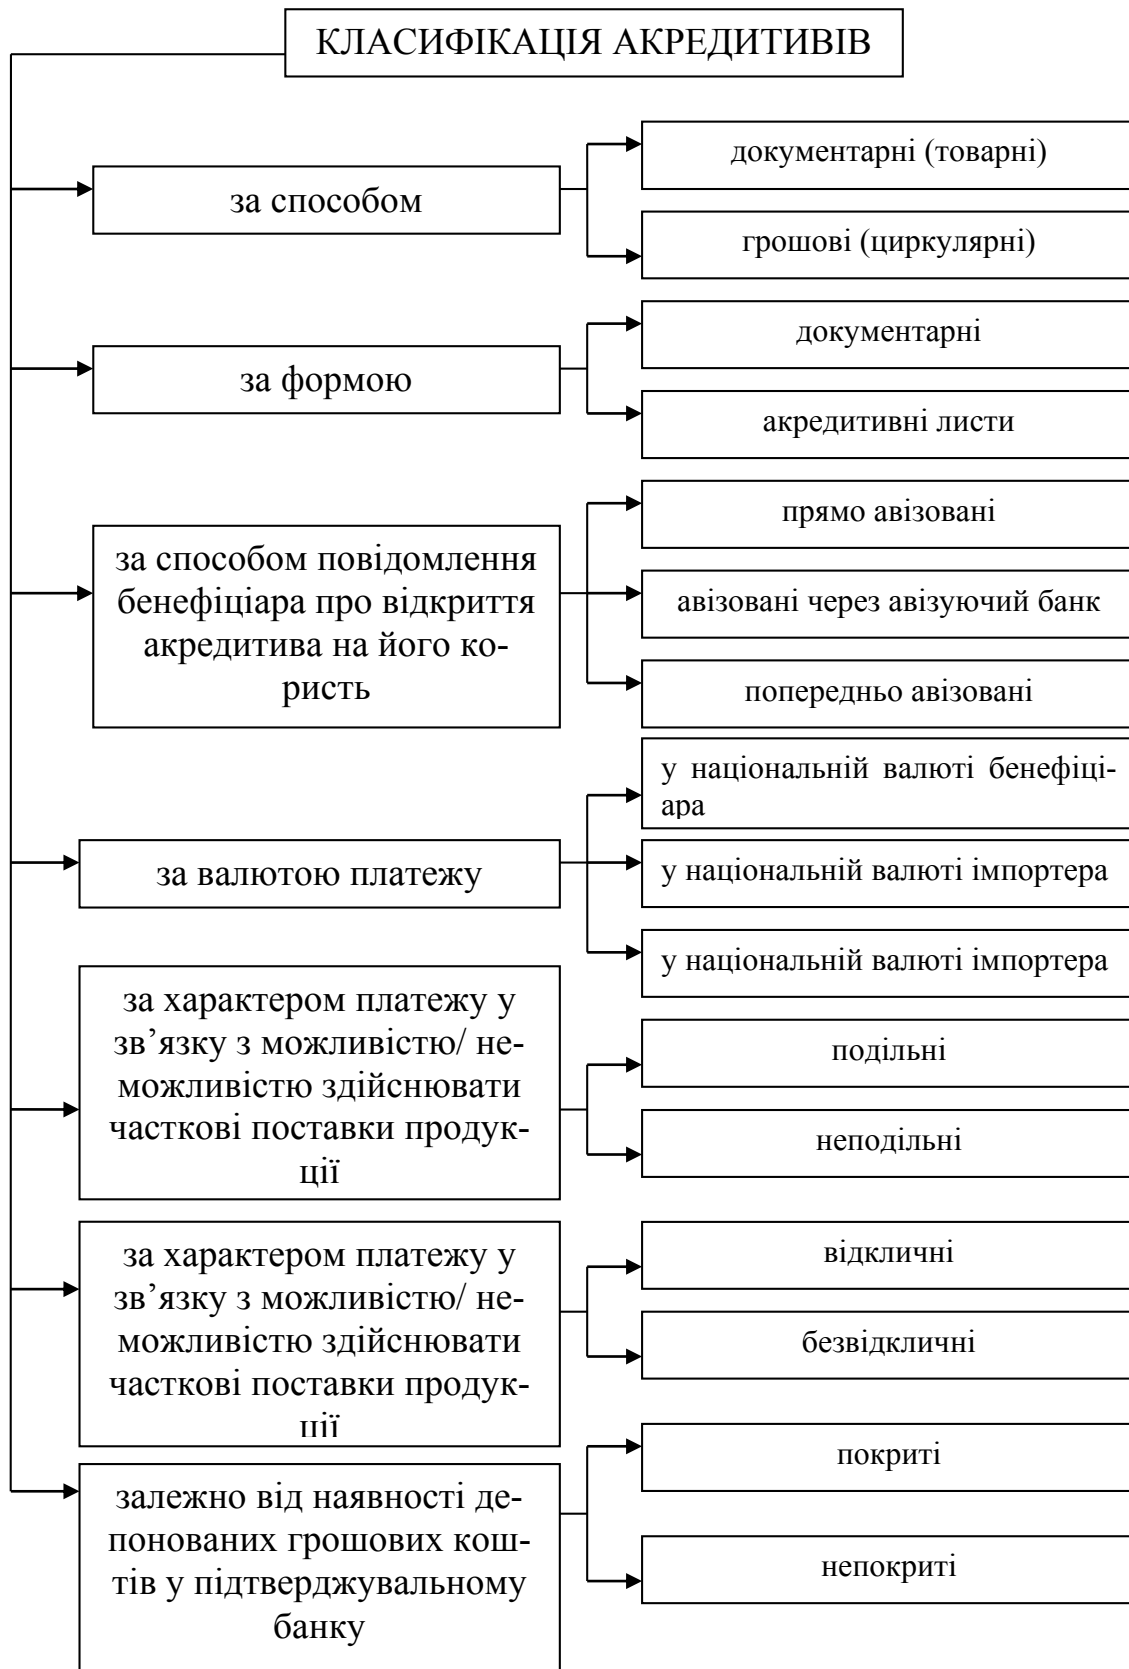 КЛАСИФІКАЦІЯ АКРЕДИТИВІВ
за способом
документарні (товарні)
грошові (циркулярні)
за формою
документарні
акредитивні листи
за способом повідомлення
бенефіціара про відкриття
акредитива на його ко-
ристь
прямо авізовані
авізовані через авізуючий банк
попередньо авізовані
за валютою платежу
у національній валюті бенефіці-
ара
у національній валюті імпортера
у національній валюті імпортера
за характером платежу у
зв’язку з можливістю/ не-
можливістю здійснювати
часткові поставки продук-
ції
подільні
неподільні
за характером платежу у
зв’язку з можливістю/ не-
можливістю здійснювати
часткові поставки продук-
ції
відкличні
безвідкличні
залежно від наявності де-
понованих грошових кош-
тів у підтверджувальному
банку
покриті
непокриті